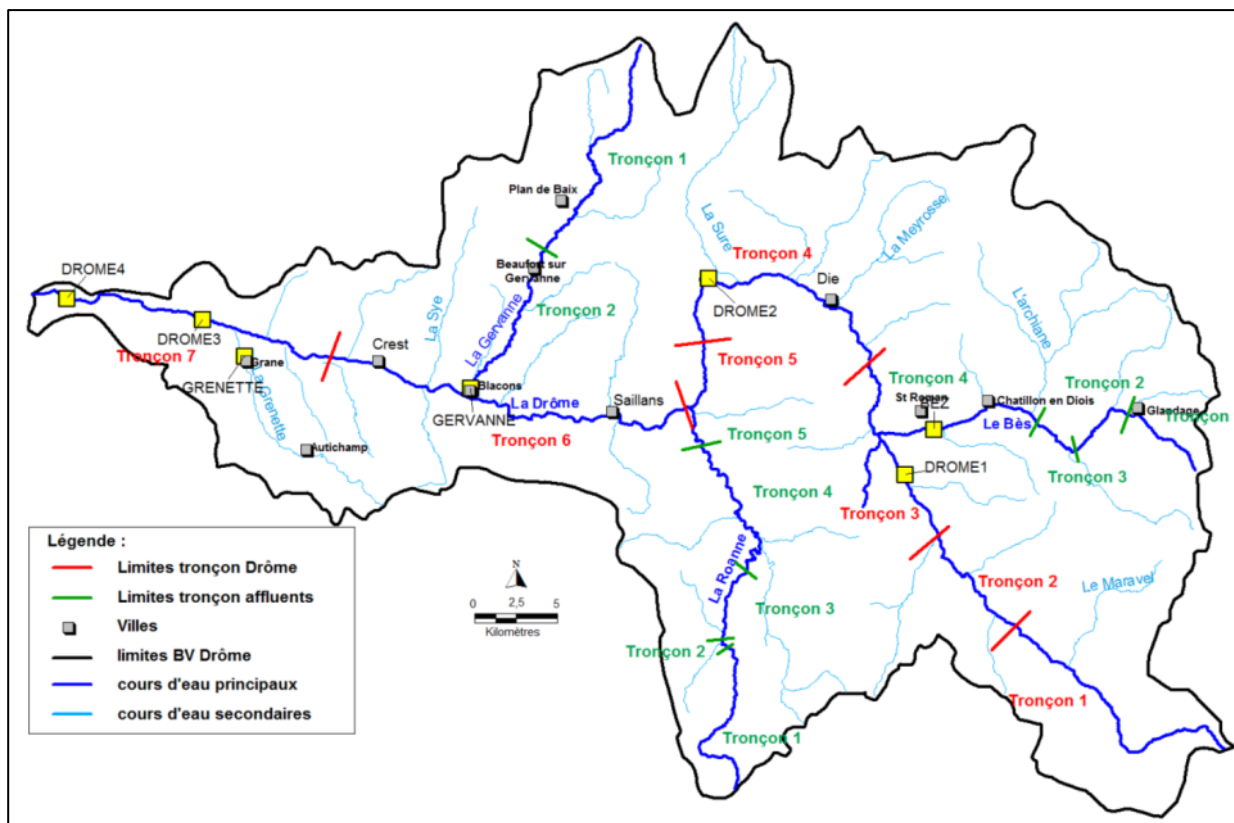 Tronçon 1
Plan de Baix
La Sure
La Meyrosse
Tronçon 4
Beaufort sur
Gervanne
DROME4
Tronçon 2
Die
L'archiane
DROME2
La Sye
La Gervanne
DROME3
Tronçon 7
Crest
Tronçon 5
Grane
GRENETTE
La Grenette
Blacons
GERVANNE
La Drôme
Saillans
Tronçon 6
Tronçon 4
St Roman
BEZ
Chatillon en Diois
Le Bès
Tronçon 2
Glandage
Tronçon
Tronçon 3
Autichamp
Tronçon 5
DROME1
Tronçon 4
Tronçon 3
La Roanne
Tronçon 2
Le Maravel
Tronçon 3
Tronçon 2
Tronçon 1
Tronçon 1
N
0 2,5 5
Kilomètres
Légende :
Limites tronçon Drôme
Limites tronçon affluents
Villes
limites BV Drôme
cours d'eau principaux
cours d'eau secondaires